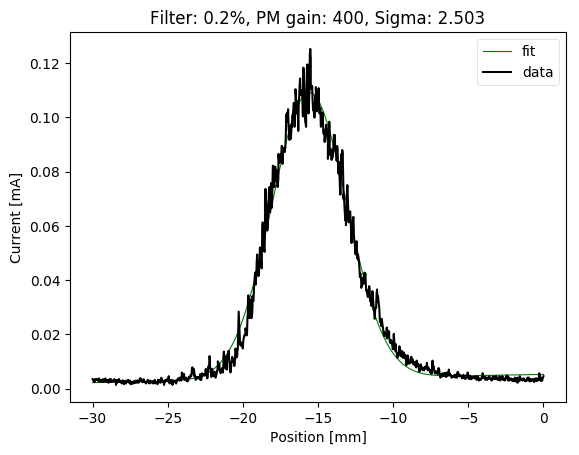 Filter: 0.2%, PM gain: 400, Sigma: 2.503
fit
data
0.12
0.10
0.08
0.06
0.04
0.02
0.00
Current [mA]
−30 −25 −20 −15 −10 −5 0
Position [mm]